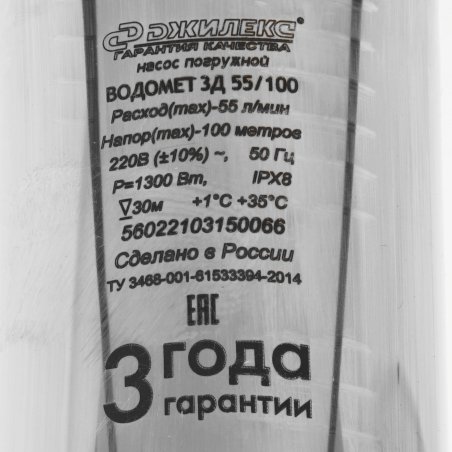 ДЖИЛЕКС
ГАРАНТИЯ КАЧЕСТВА
насос погружной
ВОДОМЕТ 3Д 55/100
Расход(max)-55 л/мин
Напор(max)-100 метров
220В (±10%) ~, 50 Гц
P=1300 Вт, IPX8
▽30м +1°C +35°C
56022103150066
Сделано в России
ТУ 3468-001-61533394-2014
EAC
3 года
гарантии